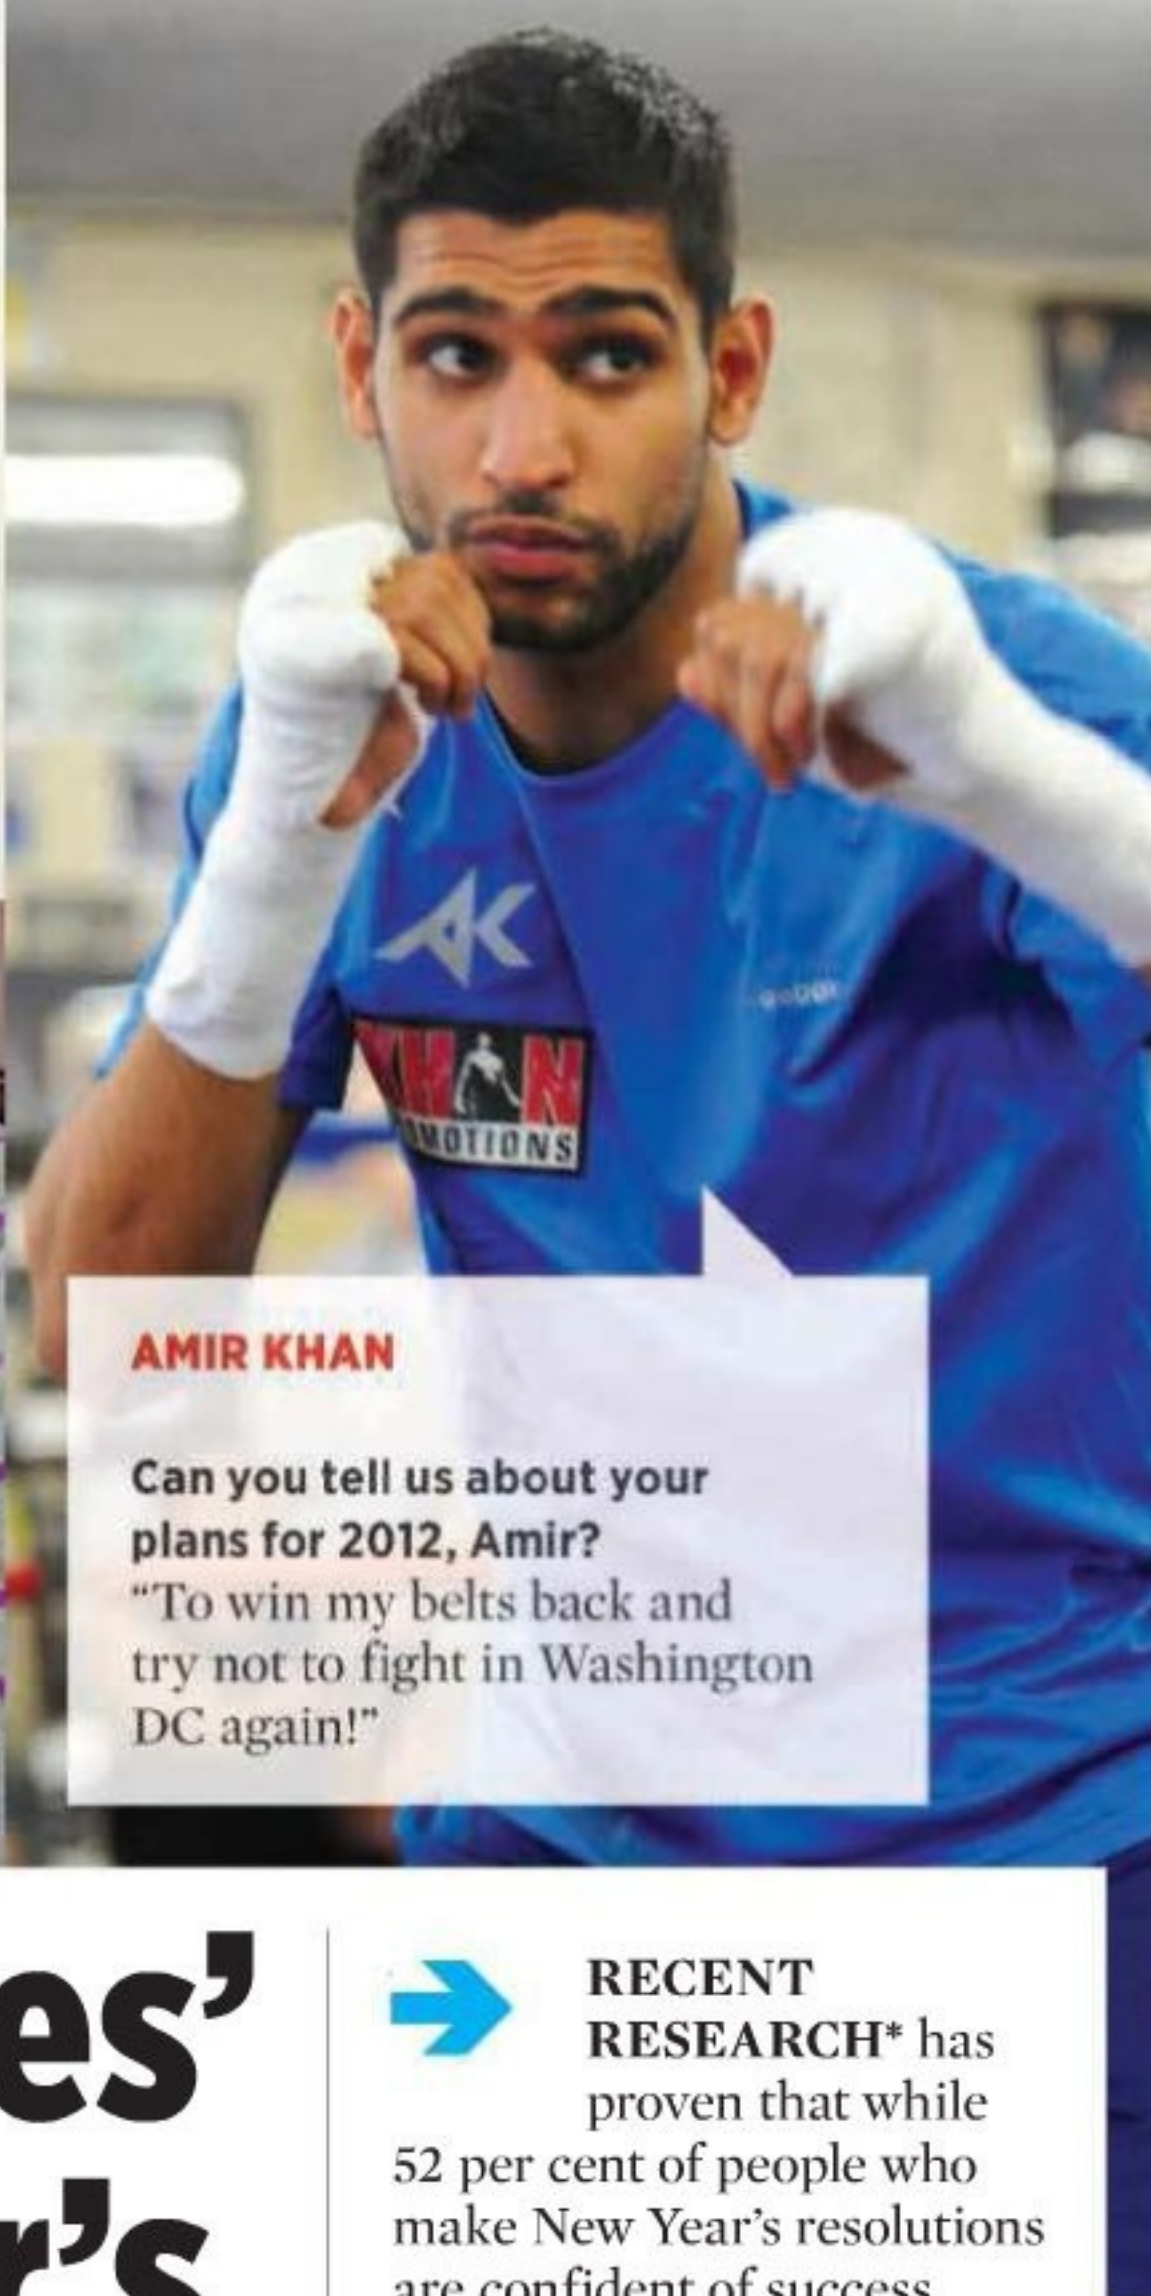 AK
KHAN
OMOTIONS
AMIR KHAN
Can you tell us about your
plans for 2012, Amir?
“To win my belts back and
try not to fight in Washington
DC again!”
es’
r’s
RECENT
RESEARCH* has
proven that while
52 per cent of people who
make New Year’s resolutions
are confident of success